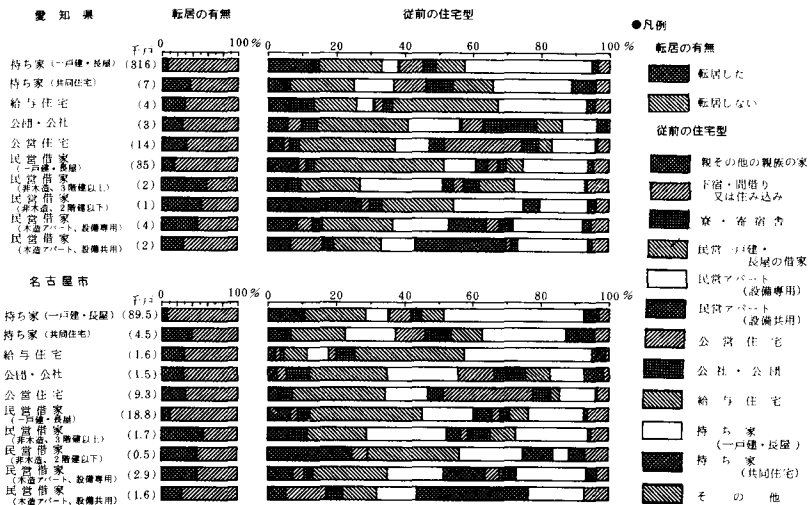 愛知県 転居の有無 従前の住宅型
千戸 0 100% 0 20 40 60 80 100%
持ち家(一戸建・長屋) (316)
持ち家(共同住宅) (7)
給与住宅 (4)
公団・公社 (3)
公営住宅 (14)
民営借家 (35)
(一戸建・長屋)
民営借家 (2)
(非木造、3階建以上)
民営借家 (1)
(非木造、2階建以下)
民営借家 (4)
(木造アパート、設備専用)
民営借家 (2)
(木造アパート、設備共用)
名古屋市
千戸 0 100% 0 20 40 60 80 100%
持ち家(一戸建・長屋) (89.5)
持ち家(共同住宅) (4.5)
給与住宅 (1.6)
公団・公社 (1.5)
公営住宅 (9.3)
民営借家 (18.8)
(一戸建・長屋)
民営借家 (1.7)
(非木造、3階建以上)
民営借家 (0.5)
(非木造、2階建以下)
民営借家 (2.9)
(木造アパート、設備専用)
民営借家 (1.6)
(木造アパート、設備共用)
●凡例
転居の有無
転居した
転居しない
従前の住宅型
親その他の親族の家
下宿・間借り
又は住み込み
寮・寄宿舎
民営一戸建・
長屋の借家
民営アパート
(設備専用)
民営アパート
(設備共用)
公営住宅
公社・公団
給与住宅
持ち家
(一戸建・長屋)
持ち家
(共同住宅)
その他